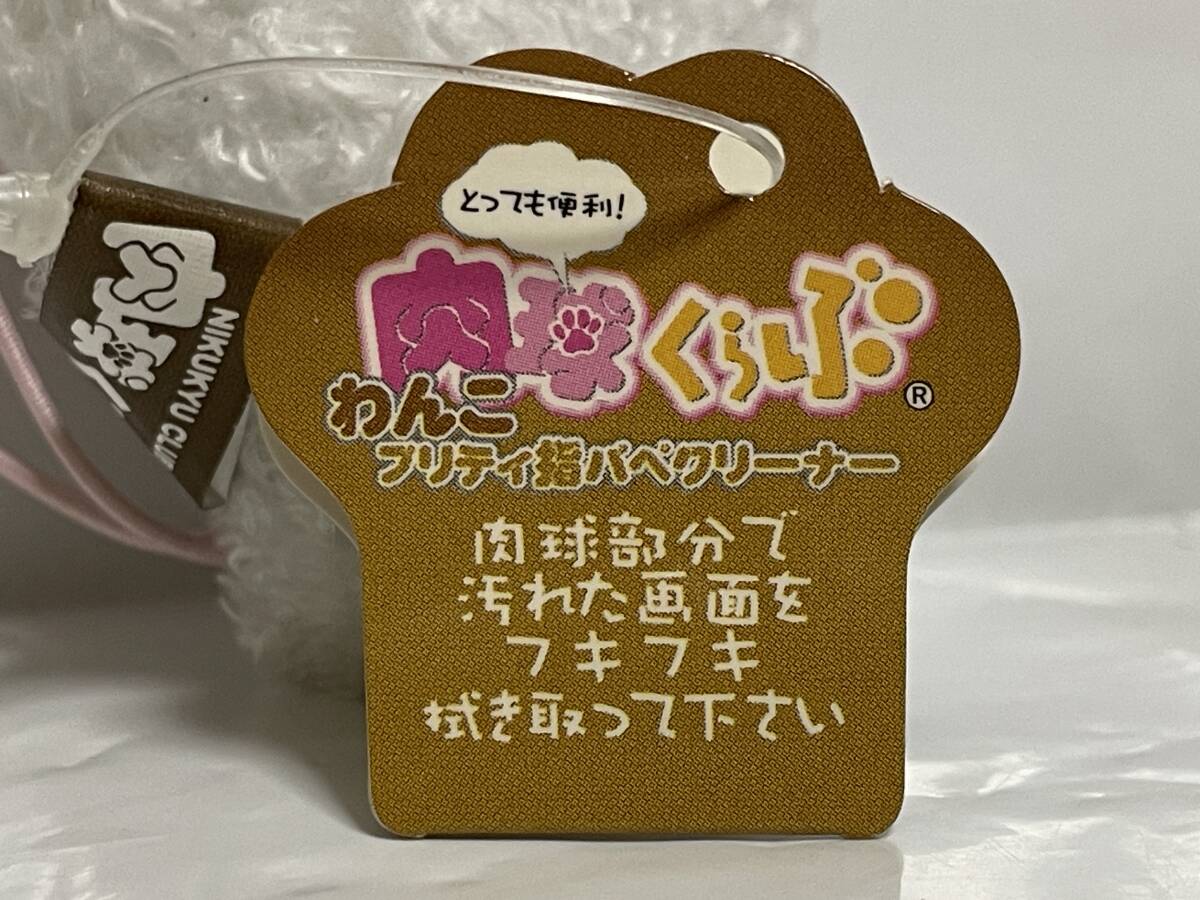 とっても便利!
肉球くらぶ®
わんこ
プリティ指パペクリーナー
肉球部分で
汚れた画面を
フキフキ
拭き取って下さい
肉球
NIKUKYU CLU